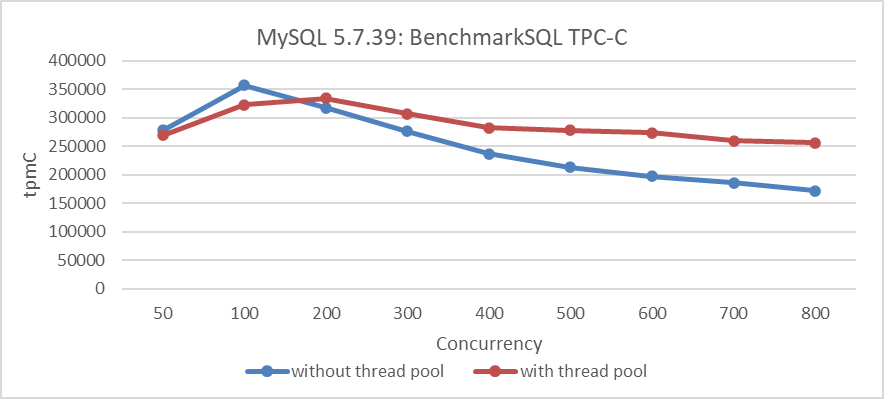 MySQL 5.7.39: BenchmarkSQL TPC-C
400000
350000
300000
250000
200000
150000
100000
50000
0
tpmC
50 100 200 300 400 500 600 700 800
Concurrency
without thread pool with thread pool